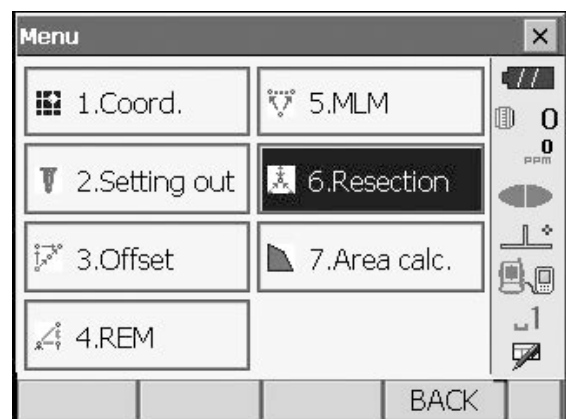 Menu
1.Coord.
5.MLM
0
2.Setting out
6.Resection
0
PPM
3.Offset
7.Area calc.
4.REM
1
BACK